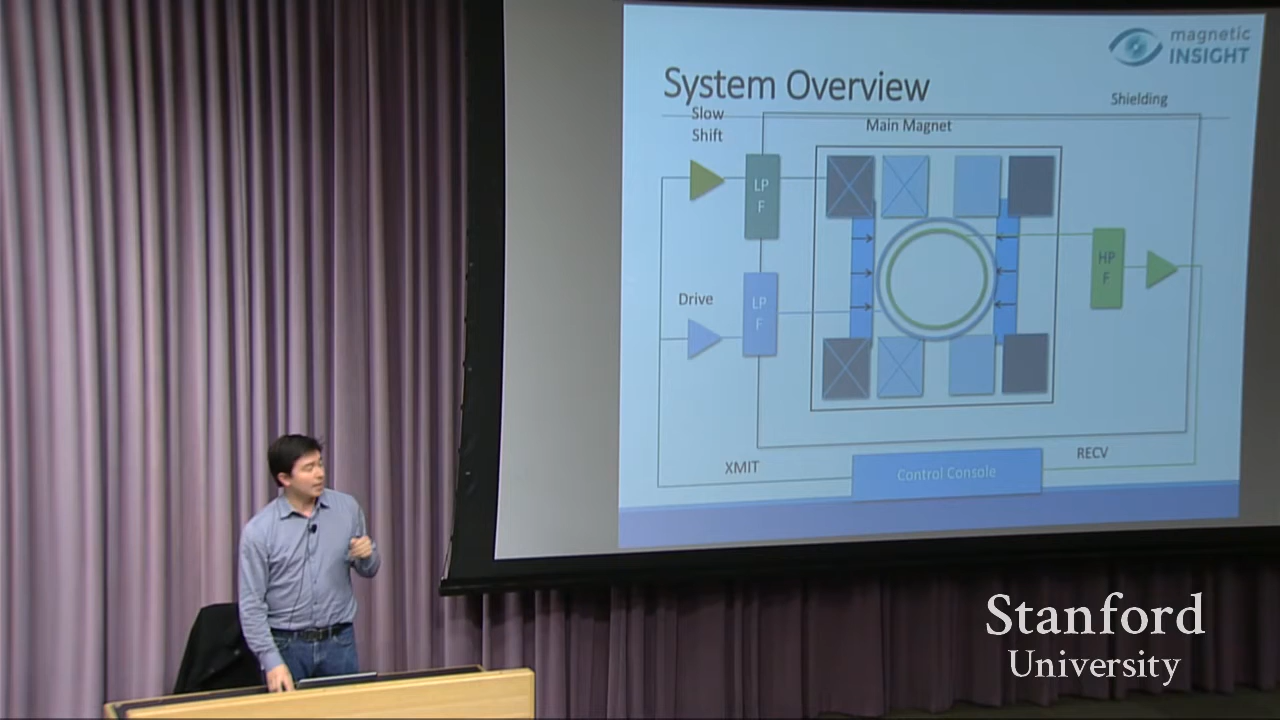 magnetic
INSIGHT
System Overview
Shielding
Slow
Shift
Main Magnet
LP
F
HP
F
Drive
LP
F
XMIT
RECV
Control Console
Stanford
University